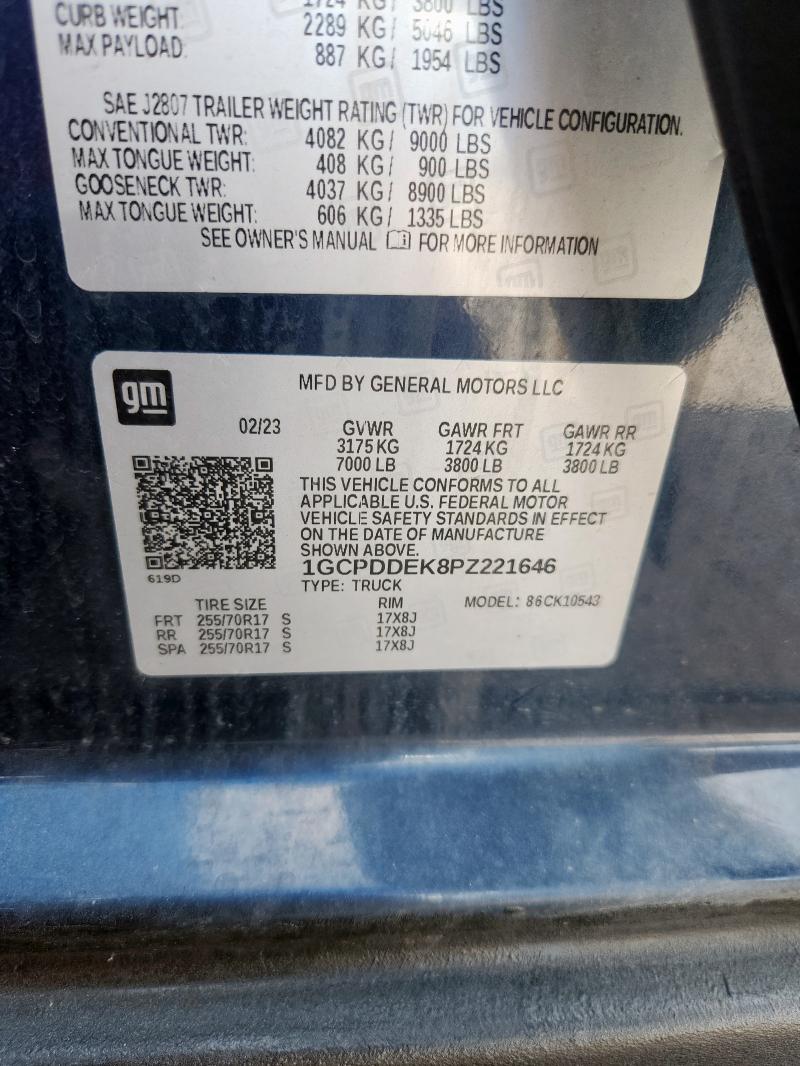 1724 KG/ 3800 LBS
CURB WEIGHT: 2289 KG/ 5046 LBS
MAX PAYLOAD: 887 KG/ 1954 LBS
SAE J2807 TRAILER WEIGHT RATING (TWR) FOR VEHICLE CONFIGURATION.
CONVENTIONAL TWR: 4082 KG/ 9000 LBS
MAX TONGUE WEIGHT: 408 KG/ 900 LBS
GOOSENECK TWR: 4037 KG/ 8900 LBS
MAX TONGUE WEIGHT: 606 KG/ 1335 LBS
SEE OWNER'S MANUAL FOR MORE INFORMATION
gm
MFD BY GENERAL MOTORS LLC
02/23 GVWR GAWR FRT GAWR RR
3175 KG 1724 KG 1724 KG
7000 LB 3800 LB 3800 LB
THIS VEHICLE CONFORMS TO ALL
APPLICABLE U.S. FEDERAL MOTOR
VEHICLE SAFETY STANDARDS IN EFFECT
ON THE DATE OF MANUFACTURE
SHOWN ABOVE.
1GCPDDEK8PZ221646
619D
TYPE: TRUCK
TIRE SIZE RIM MODEL: 86CK10543
FRT 255/70R17 S 17X8J
RR 255/70R17 S 17X8J
SPA 255/70R17 S 17X8J